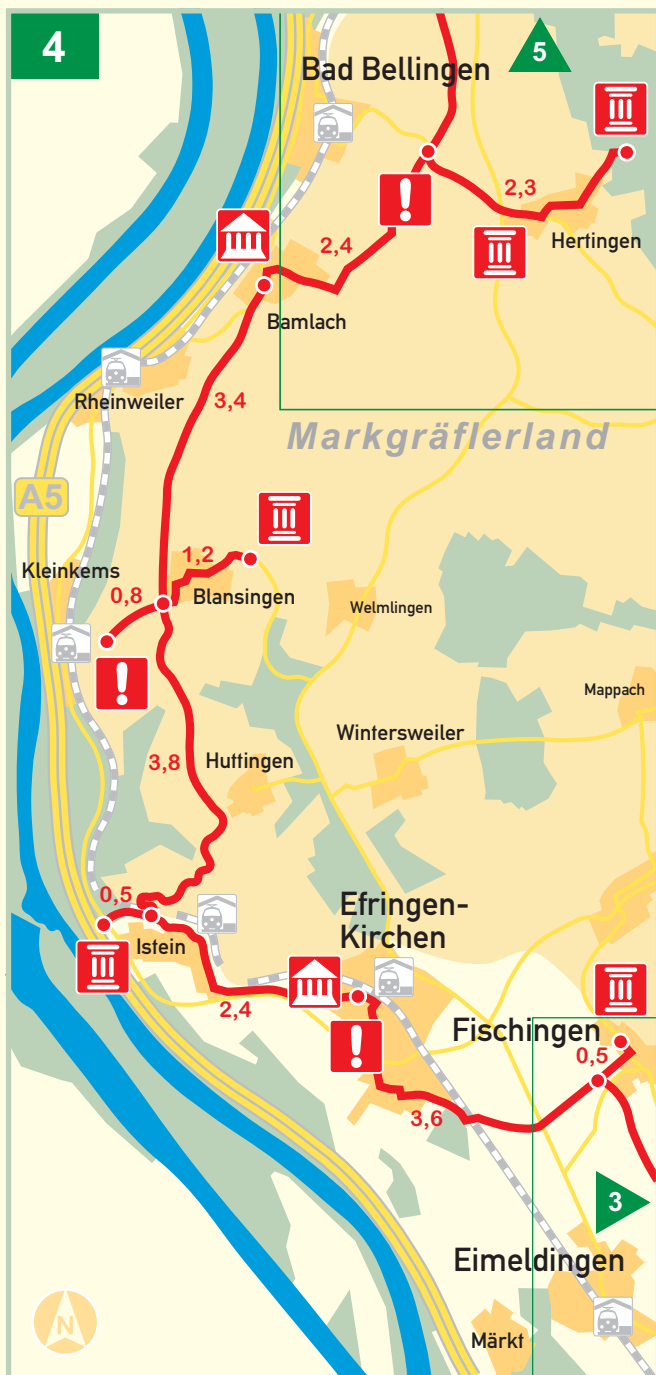 4
5
Bad Bellingen
2,3
Hertingen
2,4
Bamlach
Rheinweiler
3,4
Markgräflerland
A5
Kleinkems
1,2
0,8
Blansingen
Welmlingen
Mappach
Wintersweiler
3,8
Huttingen
0,5
Istein
Efringen-
Kirchen
2,4
Fischingen
0,5
3,6
3
Eimeldingen
Märkt
N